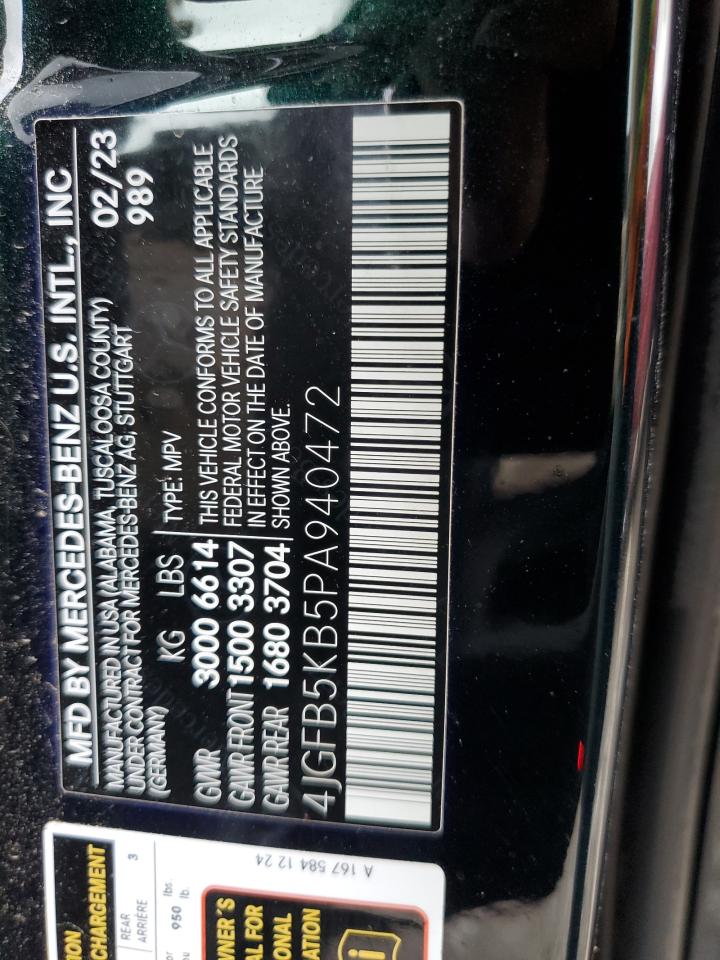 MFD BY MERCEDES-BENZ U.S. INTL., INC
MANUFACTURED IN USA (ALABAMA, TUSCALOOSA COUNTY) 02/23
UNDER CONTRACT FOR MERCEDES-BENZ AG, STUTTGART 989
(GERMANY)
KG LBS TYPE: MPV
GWR 3000 6614 THIS VEHICLE CONFORMS TO ALL APPLICABLE
GAWR FRONT 1500 3307 FEDERAL MOTOR VEHICLE SAFETY STANDARDS
GAWR REAR 1680 3704 IN EFFECT ON THE DATE OF MANUFACTURE
SHOWN ABOVE.
4JGFB5KB5PA940472
CHARGEMENT
REAR 3
ARRIÈRE
950 lbs.
lb.
A 167 584 12 24